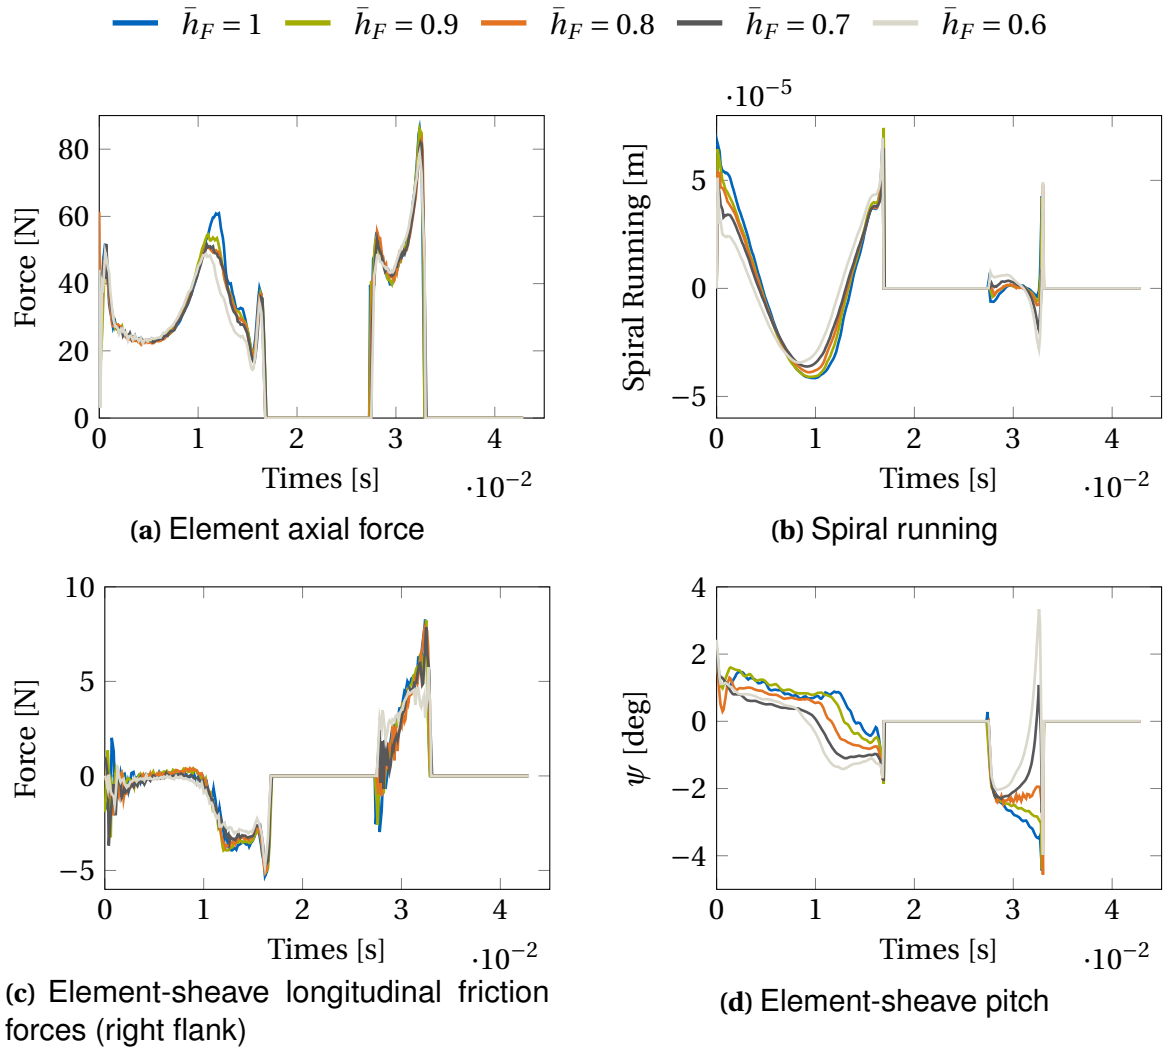 h̄_F = 1 h̄_F = 0.9 h̄_F = 0.8 h̄_F = 0.7 h̄_F = 0.6
80
60
40
20
0
Force [N]
0 1 2 3 4
Times [s]
·10⁻²
(a) Element axial force
·10⁻⁵
5
0
−5
Spiral Running [m]
0 1 2 3 4
Times [s]
·10⁻²
(b) Spiral running
10
5
0
−5
Force [N]
0 1 2 3 4
Times [s]
·10⁻²
(c) Element-sheave longitudinal friction
forces (right flank)
4
2
0
−2
−4
ψ [deg]
0 1 2 3 4
Times [s]
·10⁻²
(d) Element-sheave pitch